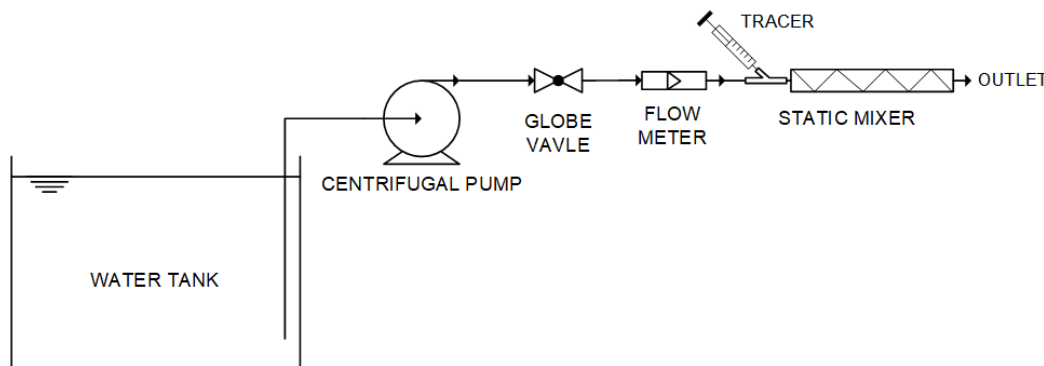 TRACER
OUTLET
GLOBE
VAVLE
FLOW
METER
STATIC MIXER
CENTRIFUGAL PUMP
WATER TANK